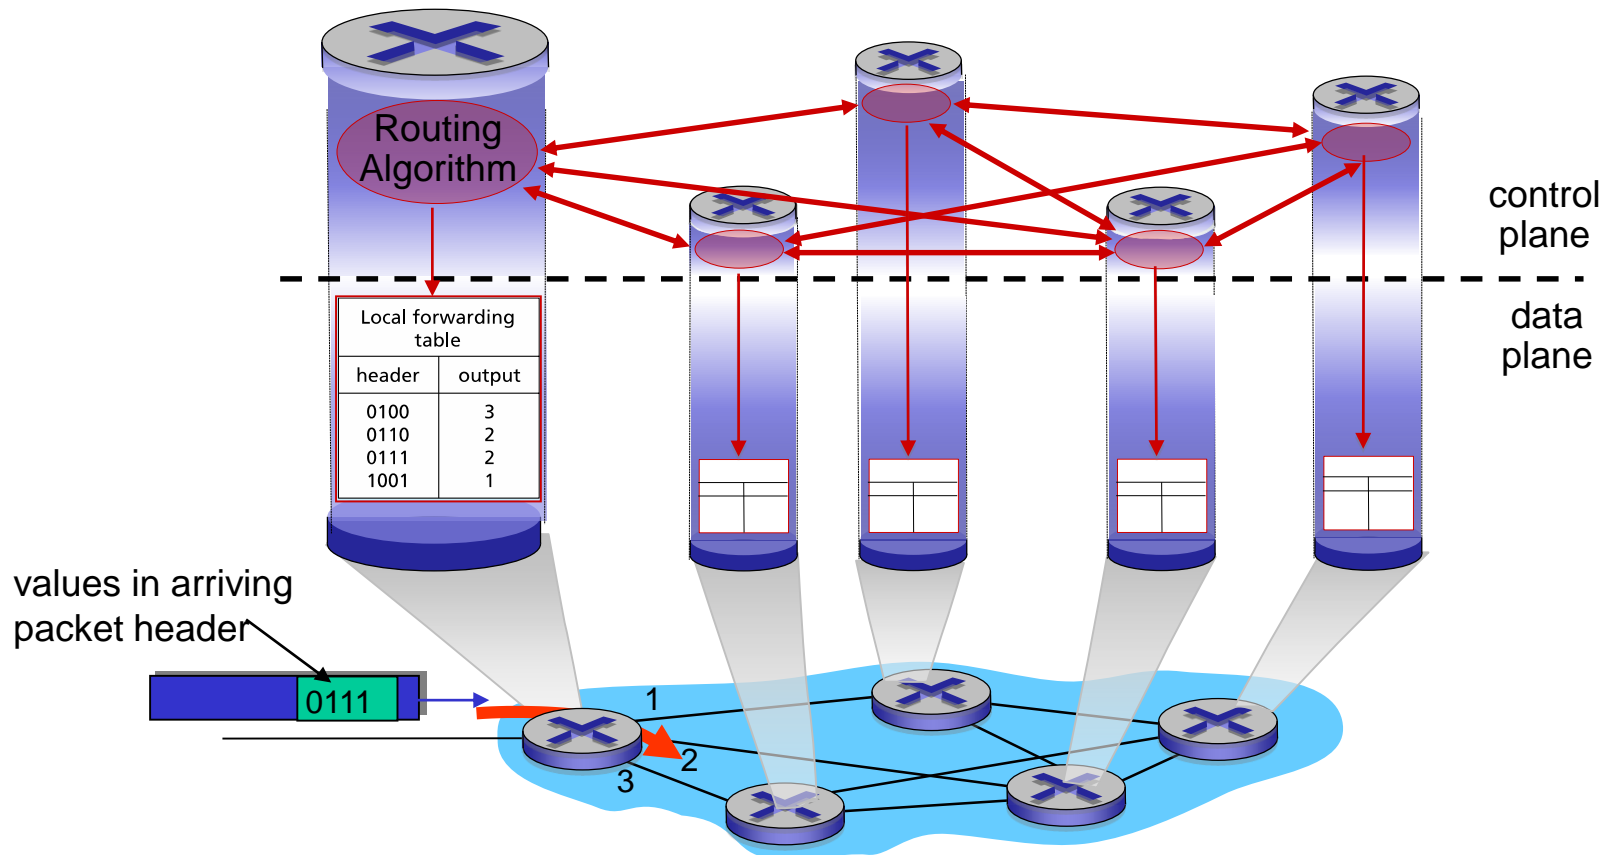 Routing
Algorithm
control
plane
data
plane
Local forwarding
table
header output
0100 3
0110 2
0111 2
1001 1
values in arriving
packet header
0111
1
2
3